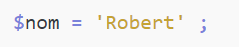 $nom = 'Robert' ;